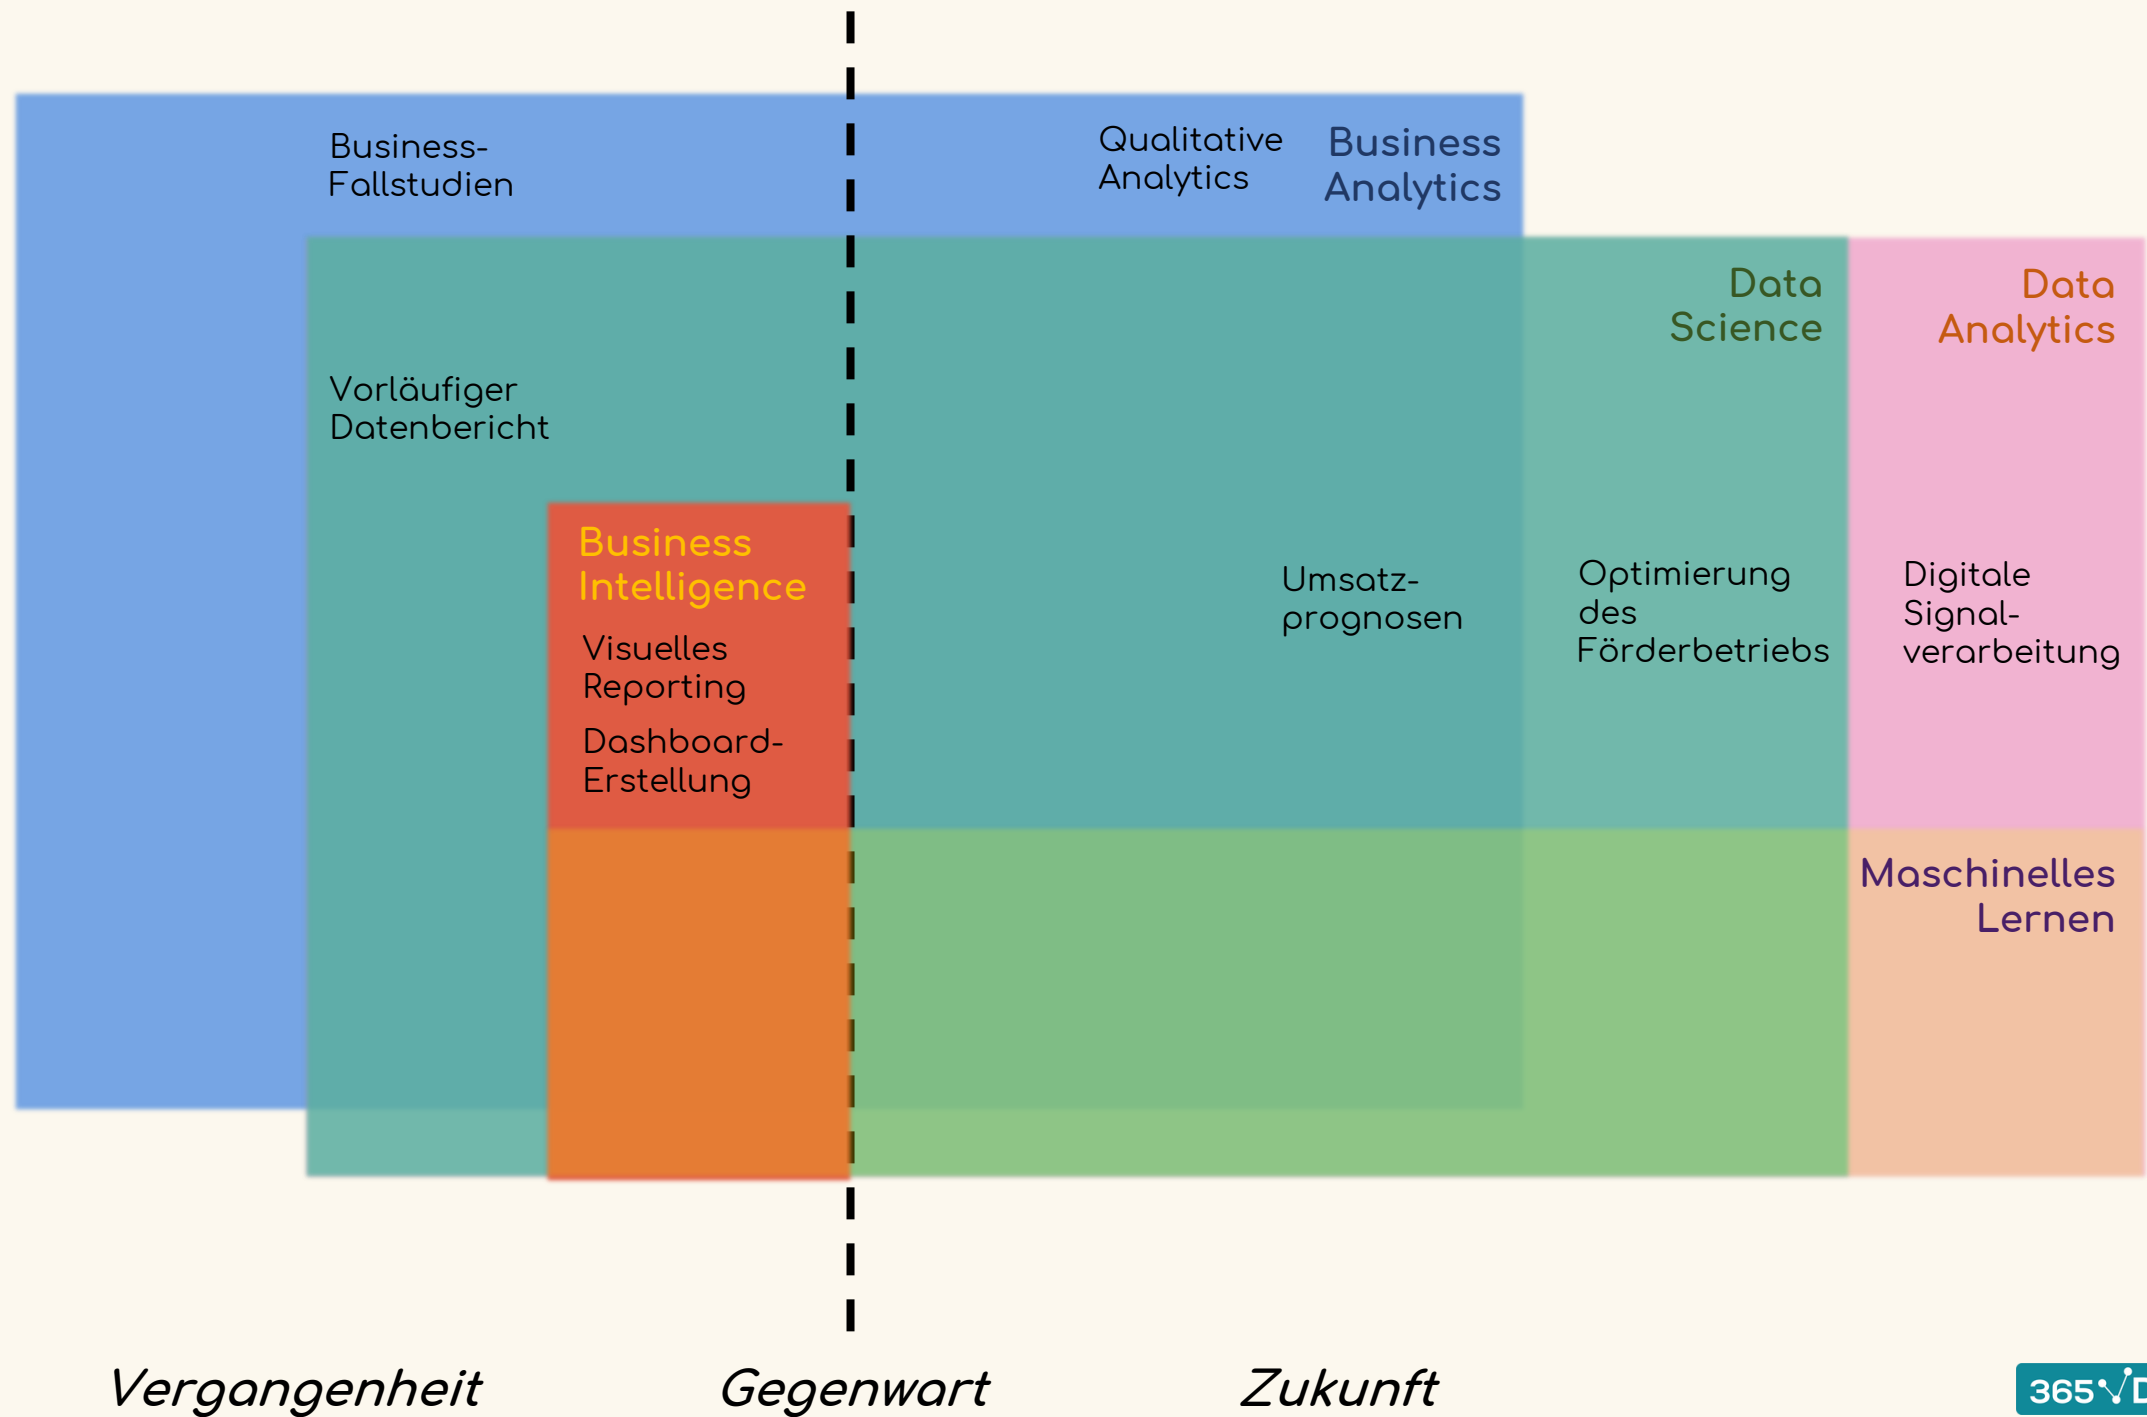 Business-
Fallstudien
Qualitative
Analytics
Business
Analytics
Data
Science
Data
Analytics
Vorläufiger
Datenbericht
Business
Intelligence
Visuelles
Reporting
Dashboard-
Erstellung
Umsatz-
prognosen
Optimierung
des
Förderbetriebs
Digitale
Signal-
verarbeitung
Maschinelles
Lernen
Vergangenheit
Gegenwart
Zukunft
365